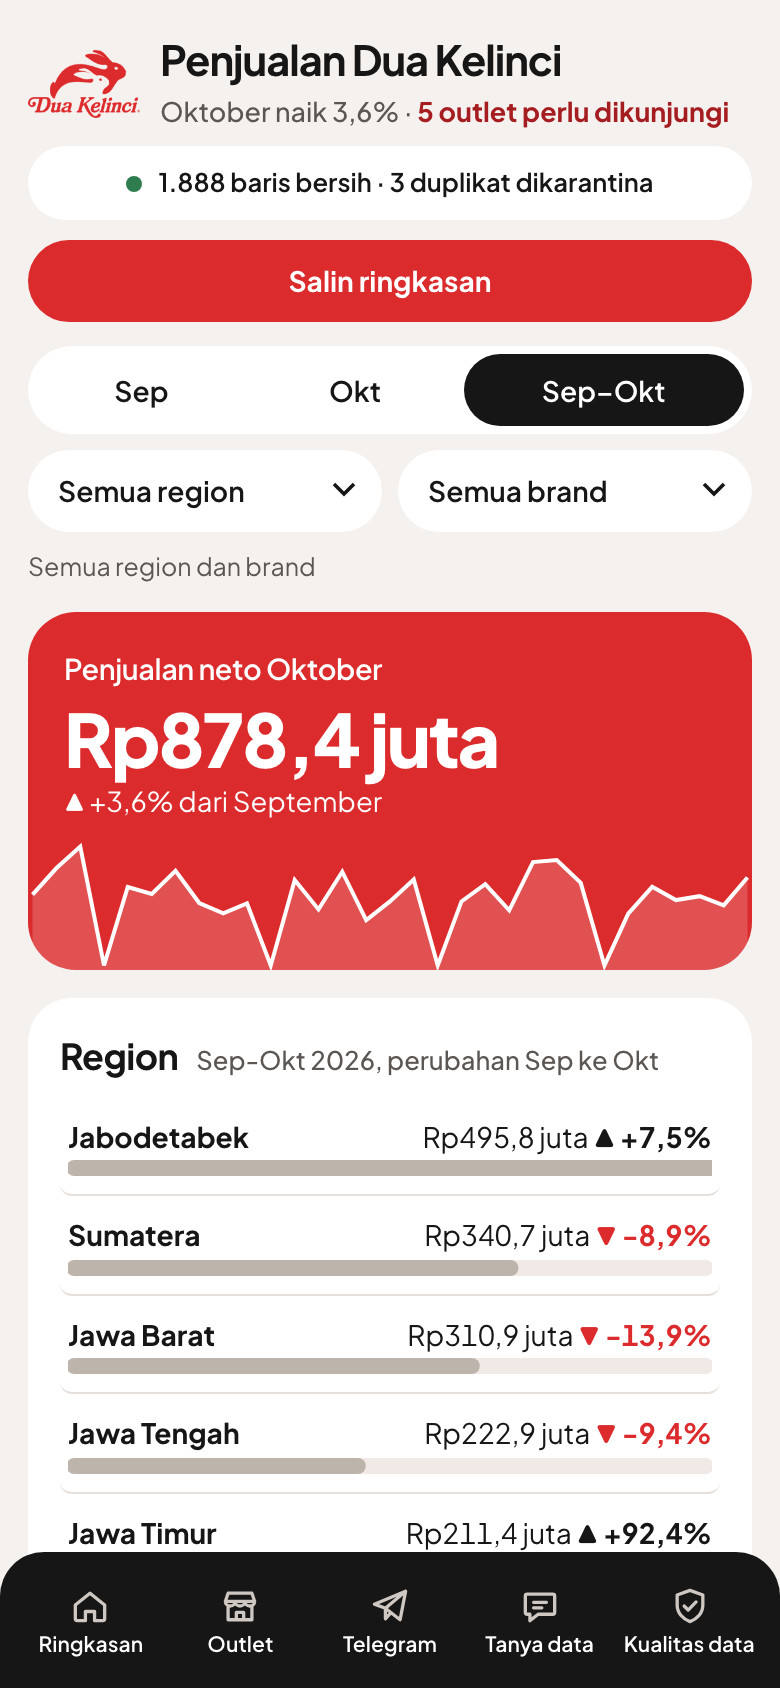 Dua Kelinci
Penjualan Dua Kelinci
Oktober naik 3,6% · 5 outlet perlu dikunjungi
1.888 baris bersih · 3 duplikat dikarantina
Salin ringkasan
Sep Okt Sep–Okt
Semua region Semua brand
Semua region dan brand
Penjualan neto Oktober
Rp878,4 juta
▲ +3,6% dari September
Region Sep–Okt 2026, perubahan Sep ke Okt
Jabodetabek Rp495,8 juta ▲ +7,5%
Sumatera Rp340,7 juta ▼ −8,9%
Jawa Barat Rp310,9 juta ▼ −13,9%
Jawa Tengah Rp222,9 juta ▼ −9,4%
Jawa Timur Rp211,4 juta ▲ +92,4%
Ringkasan Outlet Telegram Tanya data Kualitas data